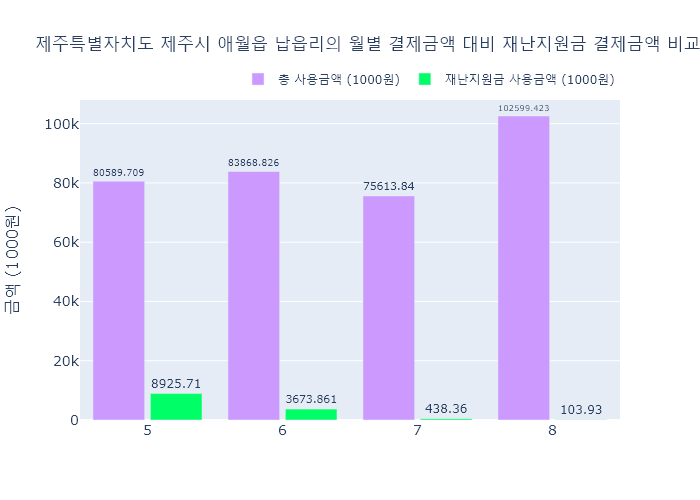 제주특별자치도 제주시 애월읍 납읍리의 월별 결제금액 대비 재난지원금 결제금액 비교
총 사용금액 (1000원)
재난지원금 사용금액 (1000원)
금액 (1000원)
100k
80k
60k
40k
20k
0
80589.709
8925.71
83868.826
3673.861
75613.84
438.36
102599.423
103.93
5
6
7
8